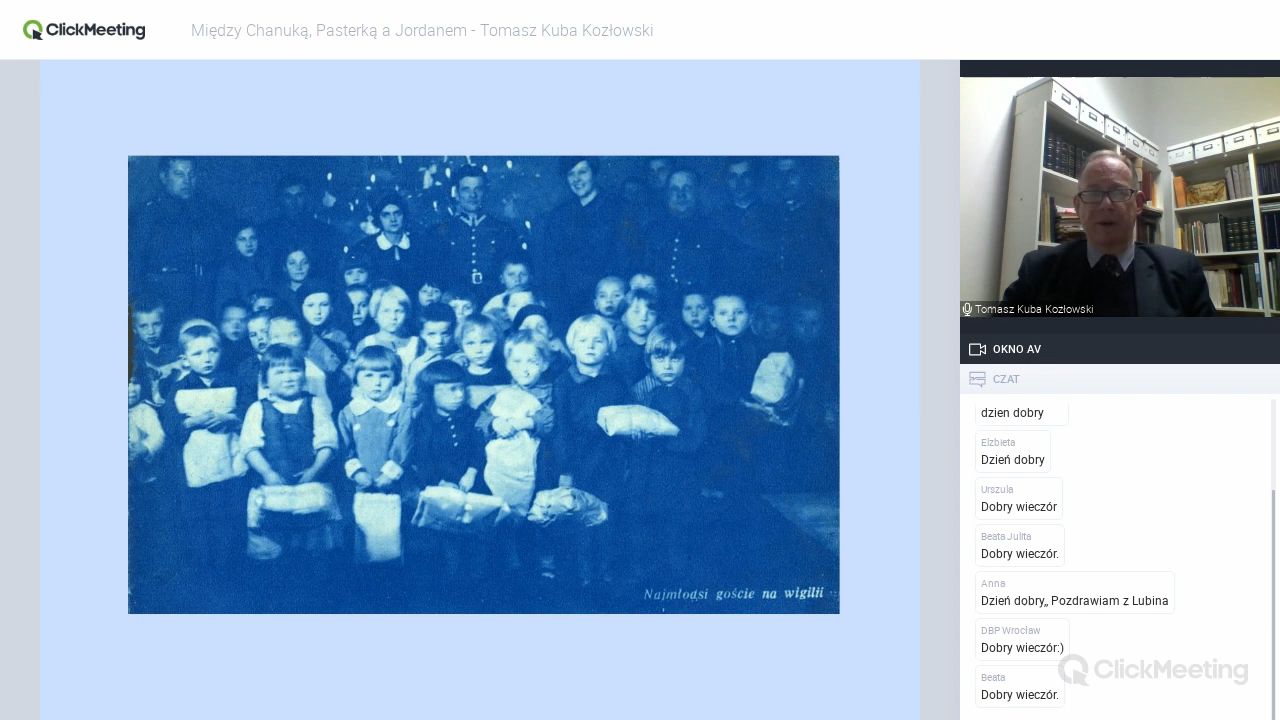 ClickMeeting
Między Chanuką, Pasterką a Jordanem - Tomasz Kuba Kozłowski
Najmłodsi goście na wigilii
Tomasz Kuba Kozłowski
OKNO AV
CZAT
dzien dobry
Elzbieta
Dzień dobry
Urszula
Dobry wieczór
Beata Julita
Dobry wieczór.
Anna
Dzień dobry,, Pozdrawiam z Lubina
DBP Wrocław
Dobry wieczór:)
Beata
Dobry wieczór.
ClickMeeting